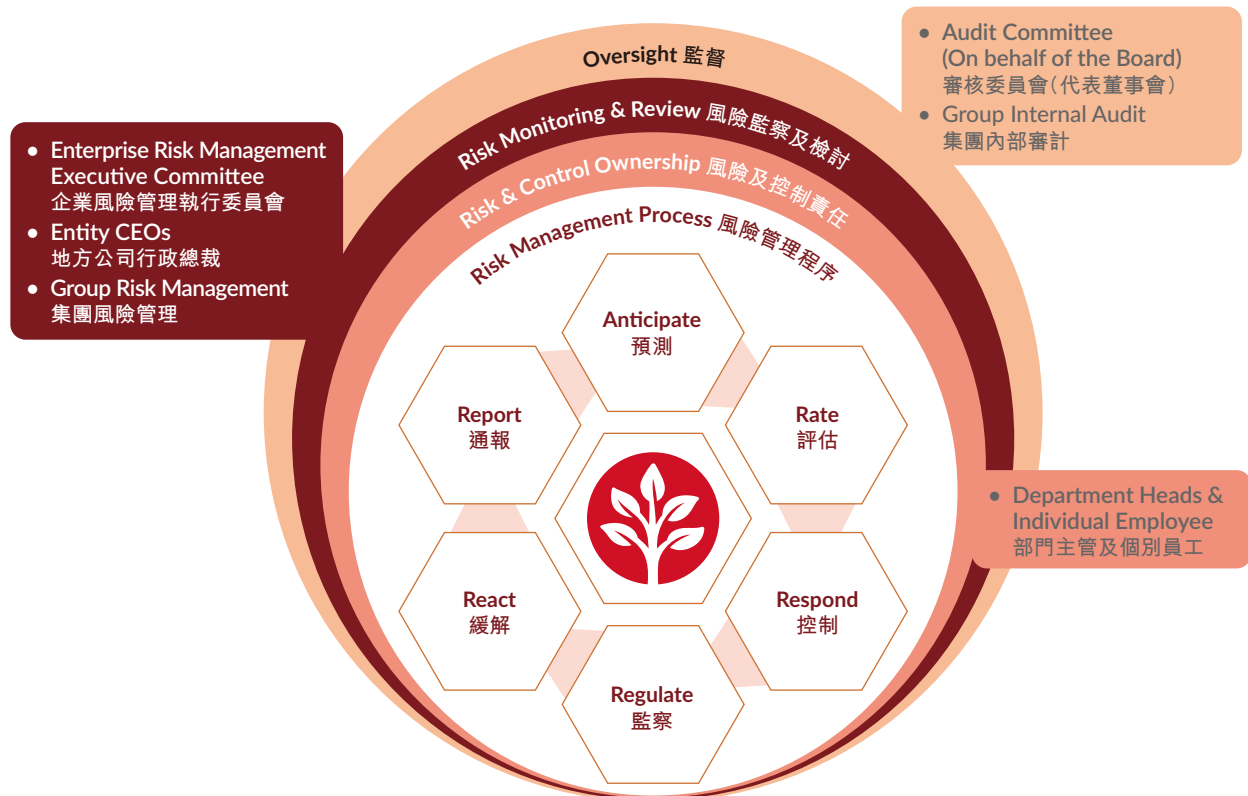 Oversight 監督
Risk Monitoring & Review 風險監察及檢討
Risk & Control Ownership 風險及控制責任
Risk Management Process 風險管理程序
• Audit Committee
(On behalf of the Board)
審核委員會(代表董事會)
• Group Internal Audit
集團內部審計
• Enterprise Risk Management
Executive Committee
企業風險管理執行委員會
• Entity CEOs
地方公司行政總裁
• Group Risk Management
集團風險管理
Anticipate
預測
Rate
評估
Respond
控制
Regulate
監察
React
緩解
Report
通報
• Department Heads &
Individual Employee
部門主管及個別員工